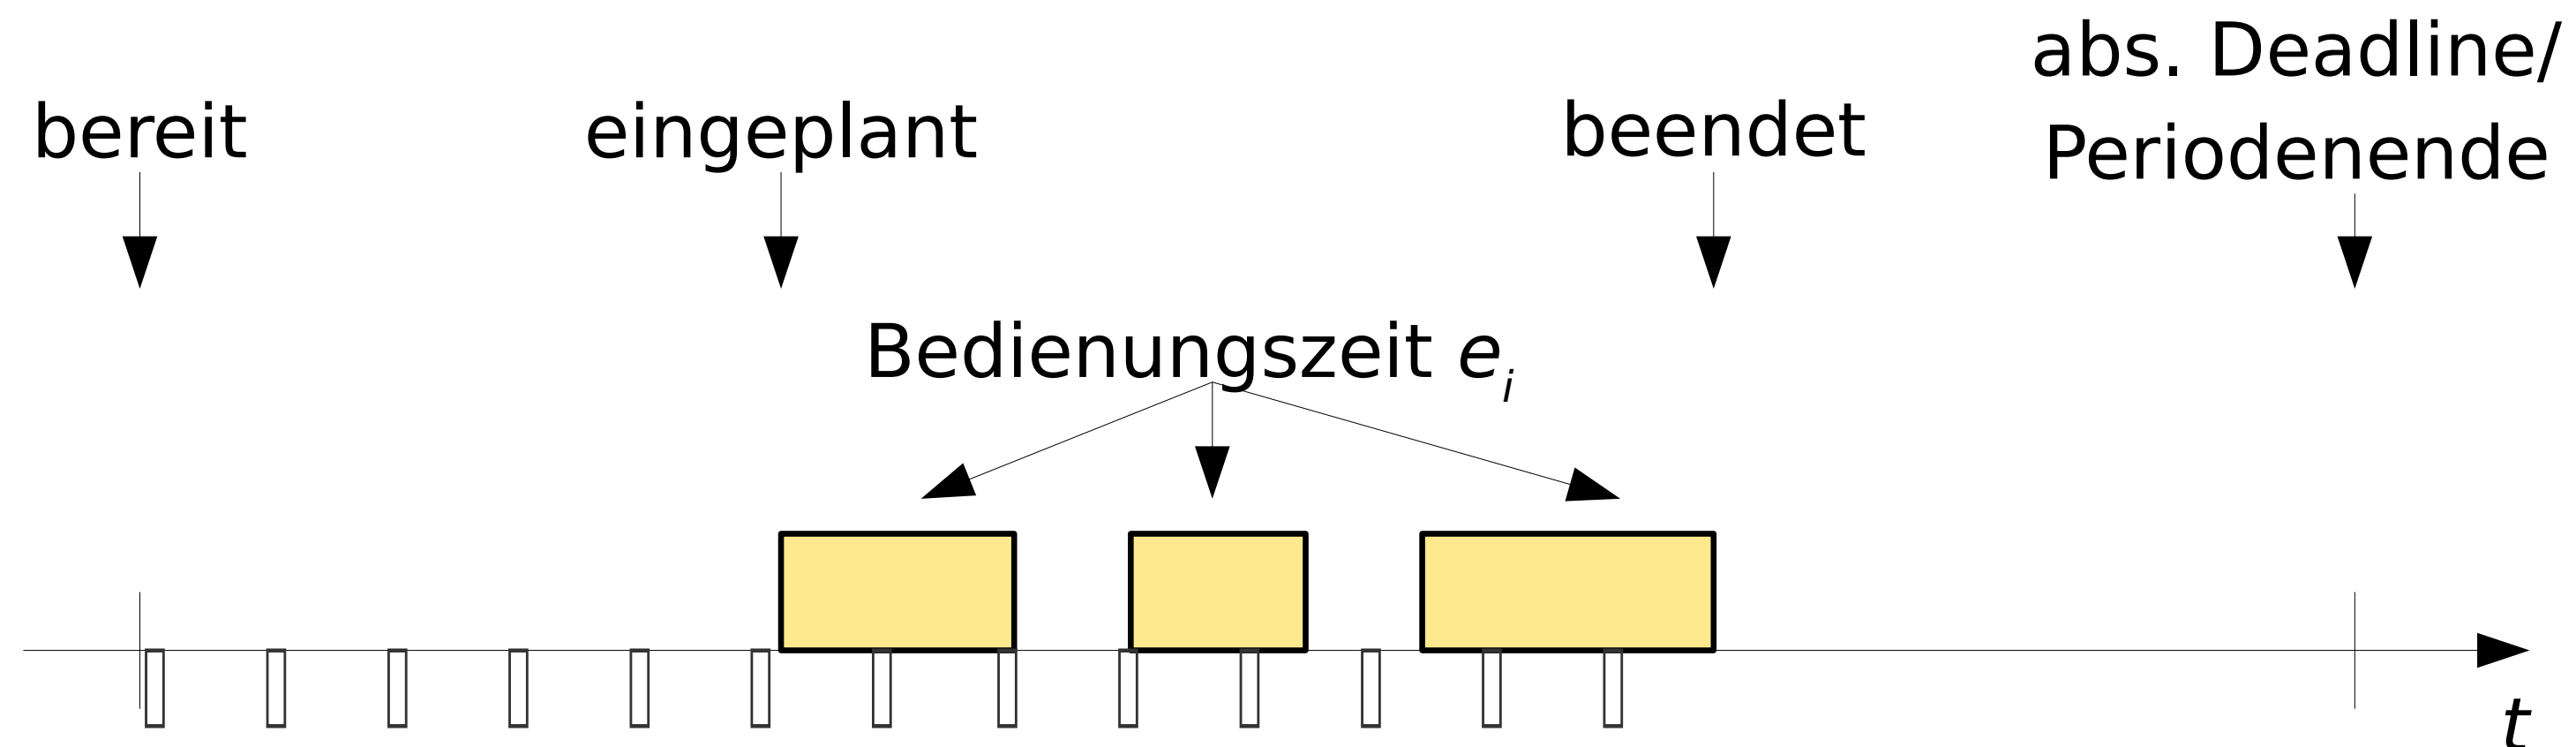 abs. Deadline/
bereit eingeplant beendet Periodenende
Bedienungszeit e_i
t